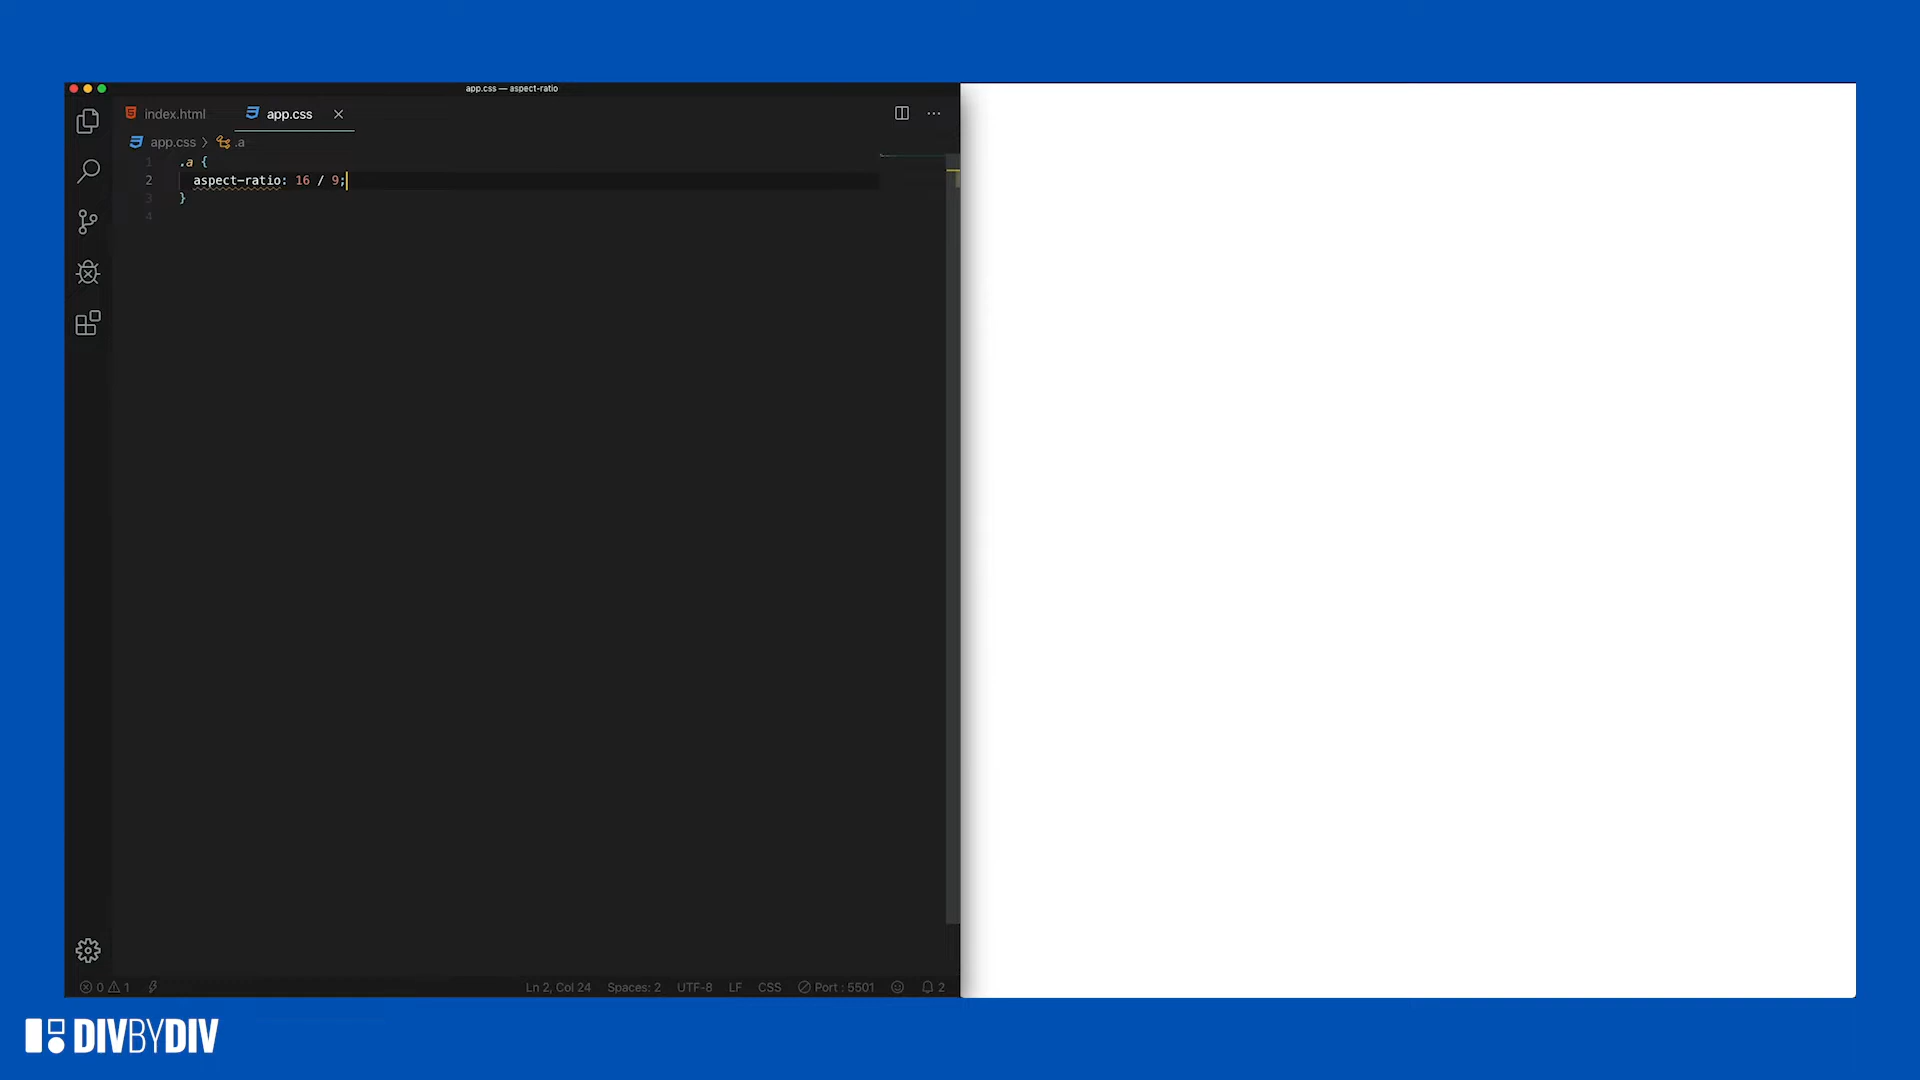 app.css — aspect-ratio
index.html
app.css
app.css > .a
1 .a {
2 aspect-ratio: 16 / 9;
3 }
4
0 1
Ln 2, Col 24
Spaces: 2
UTF-8
LF
CSS
Port : 5501
2
DIVBYDIV